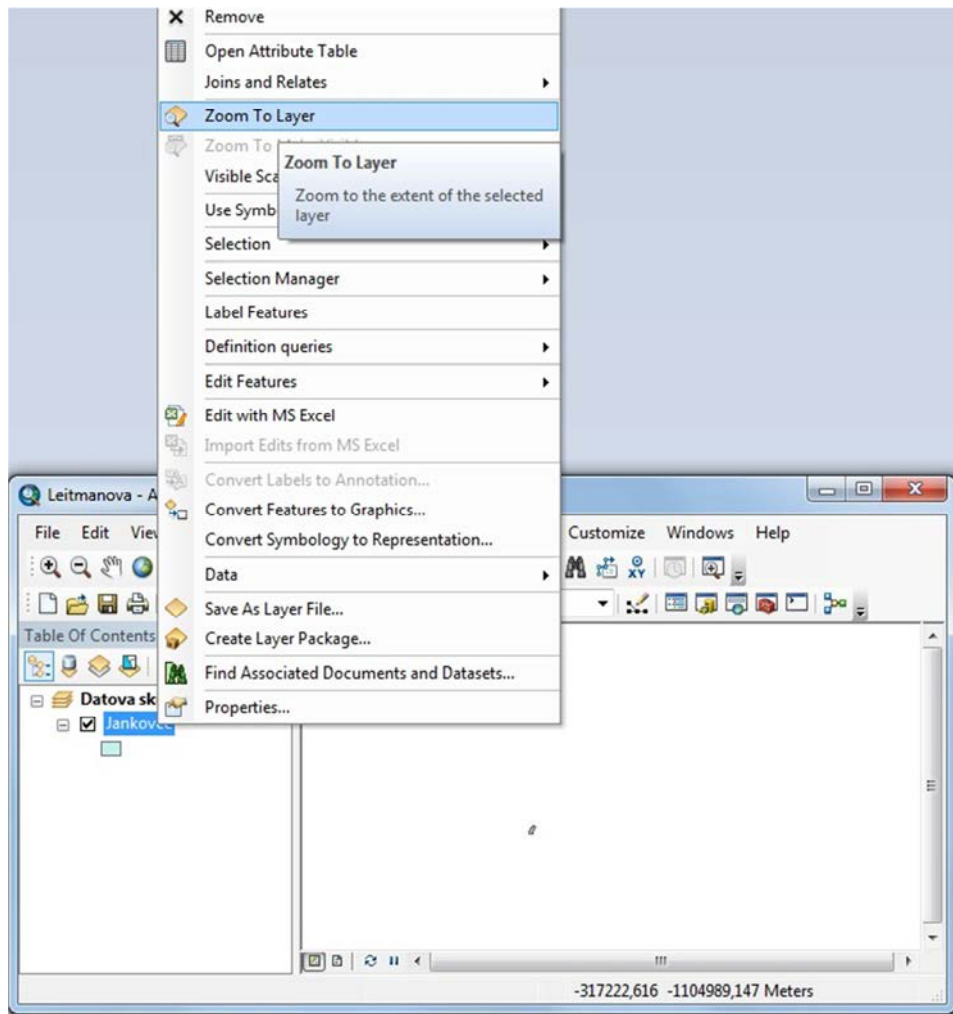 Remove
Open Attribute Table
Joins and Relates
Zoom To Layer
Zoom To
Zoom To Layer
Visible Sca
Zoom to the extent of the selected
layer
Use Symb
Selection
Selection Manager
Label Features
Definition queries
Edit Features
Edit with MS Excel
Import Edits from MS Excel
Convert Labels to Annotation...
Convert Features to Graphics...
Convert Symbology to Representation...
Data
Save As Layer File...
Create Layer Package...
Find Associated Documents and Datasets...
Properties...
Leitmanova - A
File Edit Vie Customize Windows Help
XY
Table Of Contents
Datova sk
Jankovce
-317222,616 -1104989,147 Meters